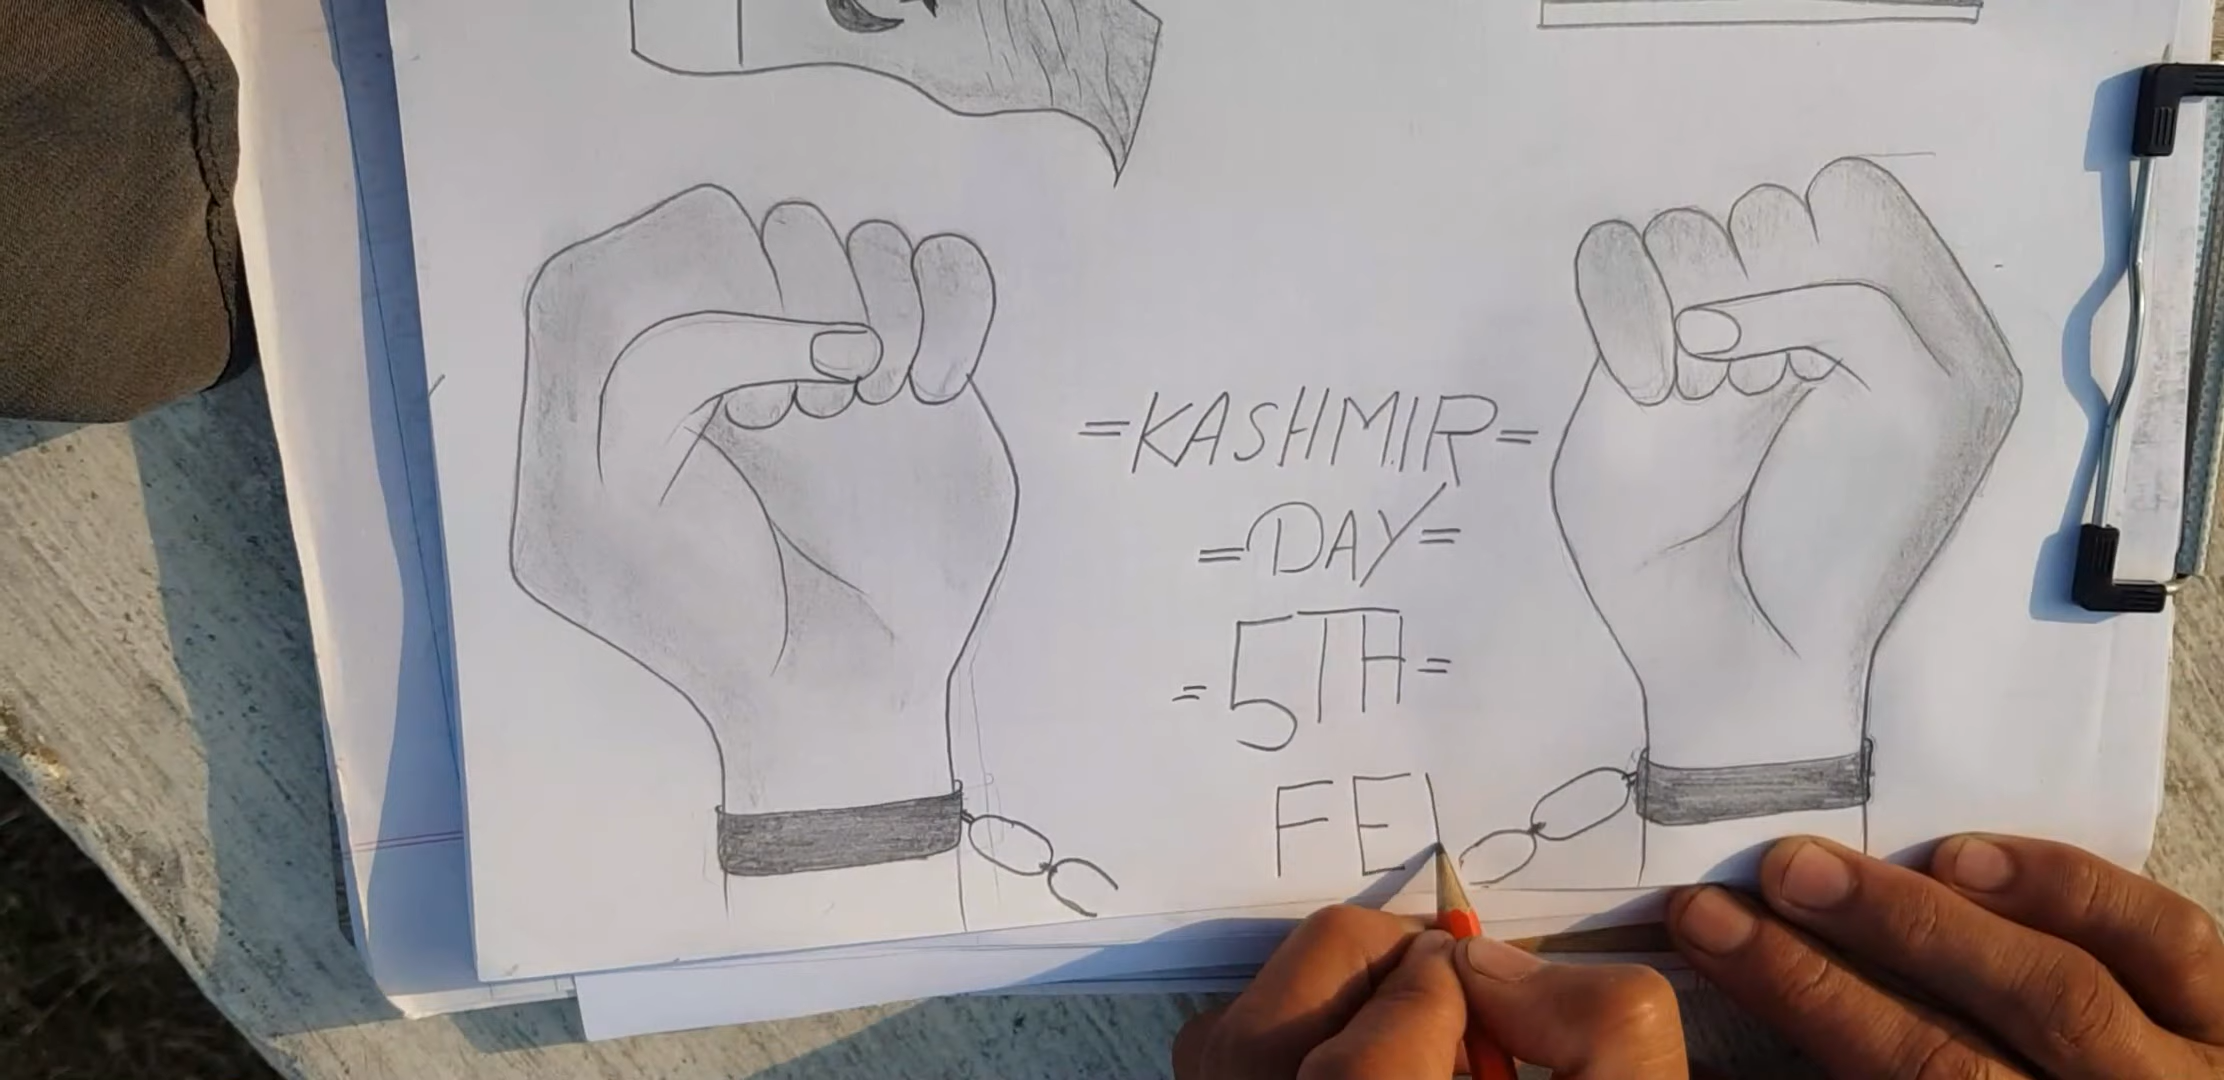 =KASHMIR=
=DAY=
=5TH=
FE